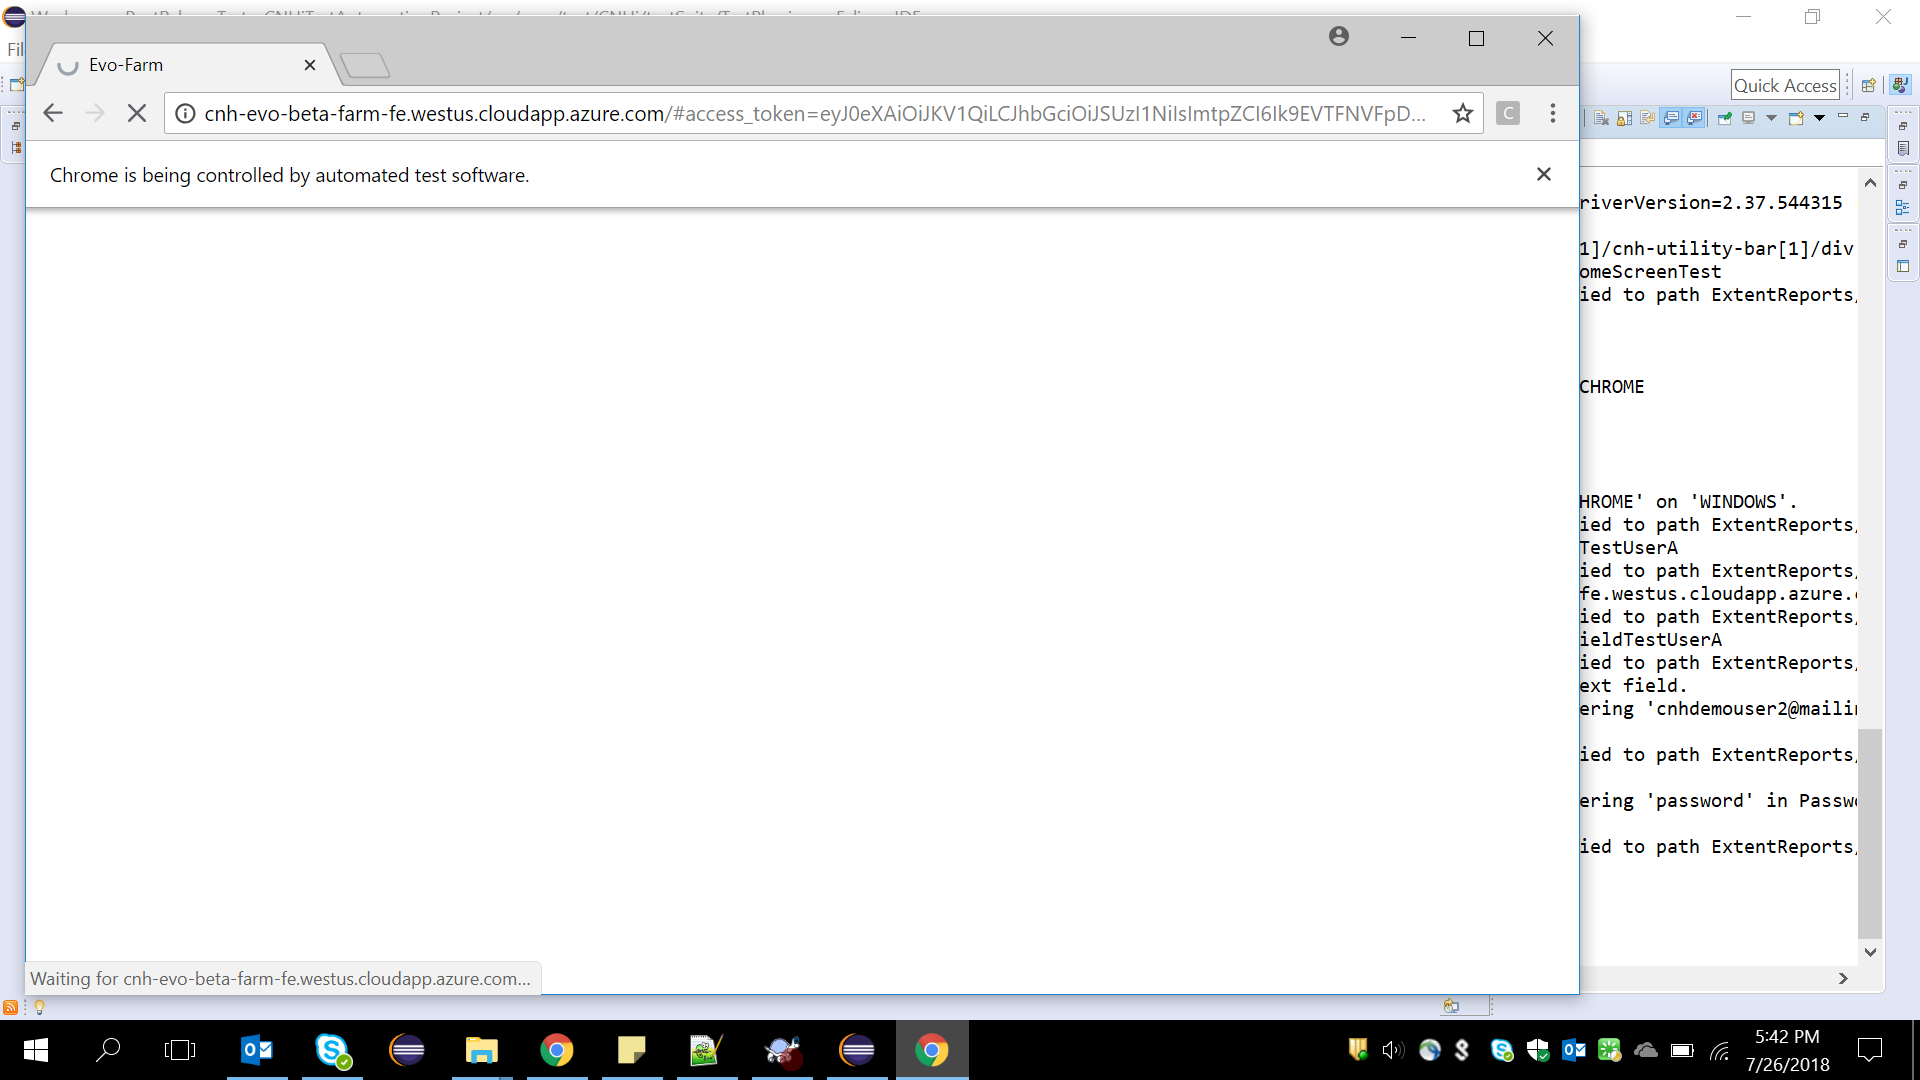 Fil
Evo-Farm
Quick Access
cnh-evo-beta-farm-fe.westus.cloudapp.azure.com/#access_token=eyJ0eXAiOiJKV1QiLCJhbGciOiJSUzI1NiIsImtpZCI6Ik9EVTFNVFpD...
C
Chrome is being controlled by automated test software.
riverVersion=2.37.544315
1]/cnh-utility-bar[1]/div
omeScreenTest
ied to path ExtentReports/
CHROME
HROME' on 'WINDOWS'.
ied to path ExtentReports/
TestUserA
ied to path ExtentReports/
fe.westus.cloudapp.azure.
ied to path ExtentReports/
ieldTestUserA
ied to path ExtentReports/
ext field.
ering 'cnhdemouser2@mailin
ied to path ExtentReports/
ering 'password' in Passw
ied to path ExtentReports/
Waiting for cnh-evo-beta-farm-fe.westus.cloudapp.azure.com...
5:42 PM
7/26/2018